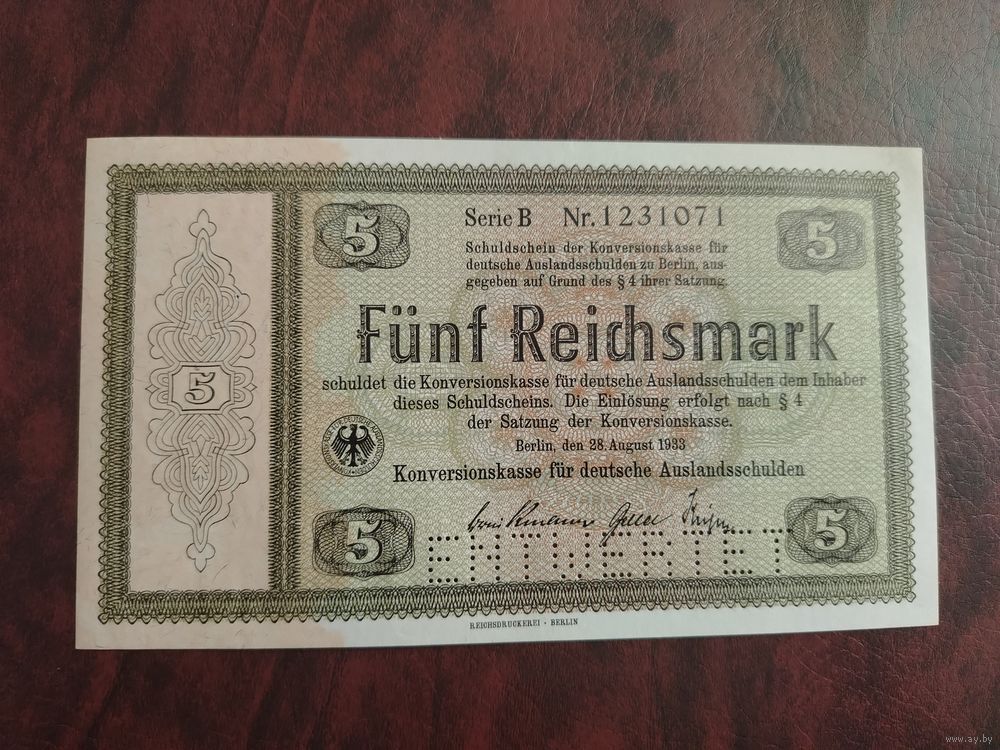 5 Serie B Nr. 1231071 5
Schuldschein der Konversionskasse für
deutsche Auslandsschulden zu Berlin, aus-
gegeben auf Grund des § 4 ihrer Satzung.
Fünf Reichsmark
5
schuldet die Konversionskasse für deutsche Auslandsschulden dem Inhaber
dieses Schuldscheins. Die Einlösung erfolgt nach § 4
der Satzung der Konversionskasse.
Berlin, den 28. August 1933
Konversionskasse für deutsche Auslandsschulden
5 5
ENTWERTET
REICHSDRUCKEREI · BERLIN
www.ay.by